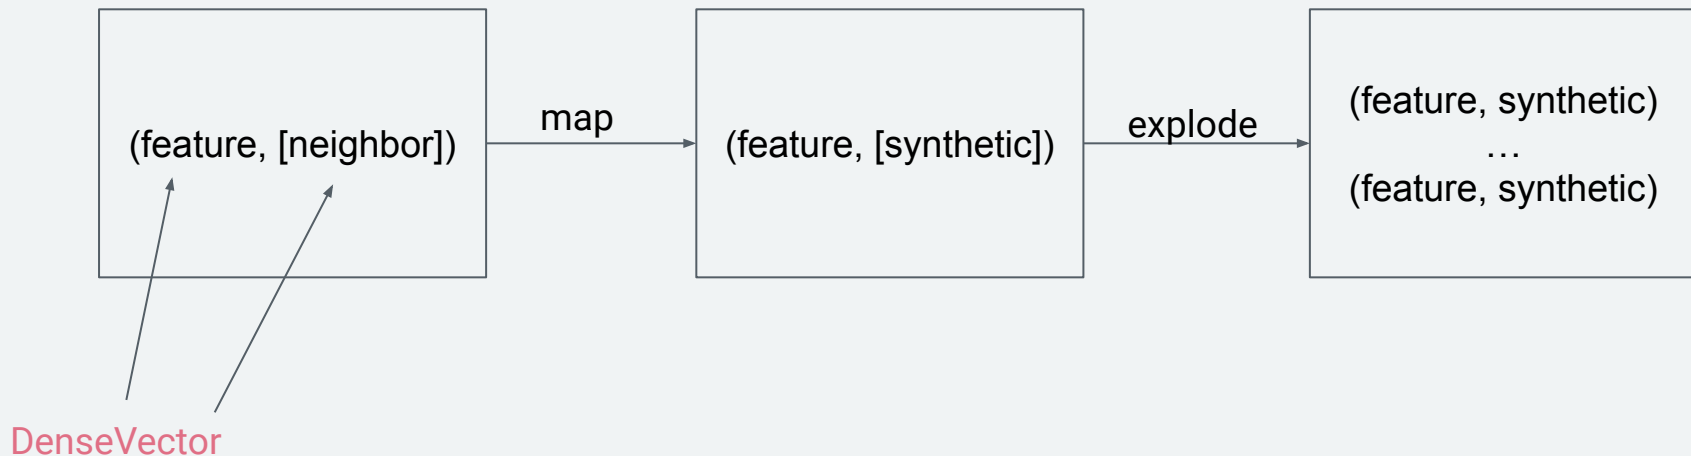 (feature, [neighbor])
map
(feature, [synthetic])
explode
(feature, synthetic)
…
(feature, synthetic)
DenseVector